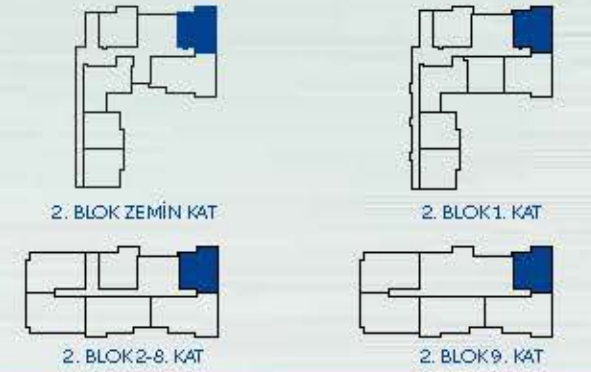 2. BLOK ZEMİN KAT
2. BLOK 1. KAT
2. BLOK 2-8. KAT
2. BLOK 9. KAT